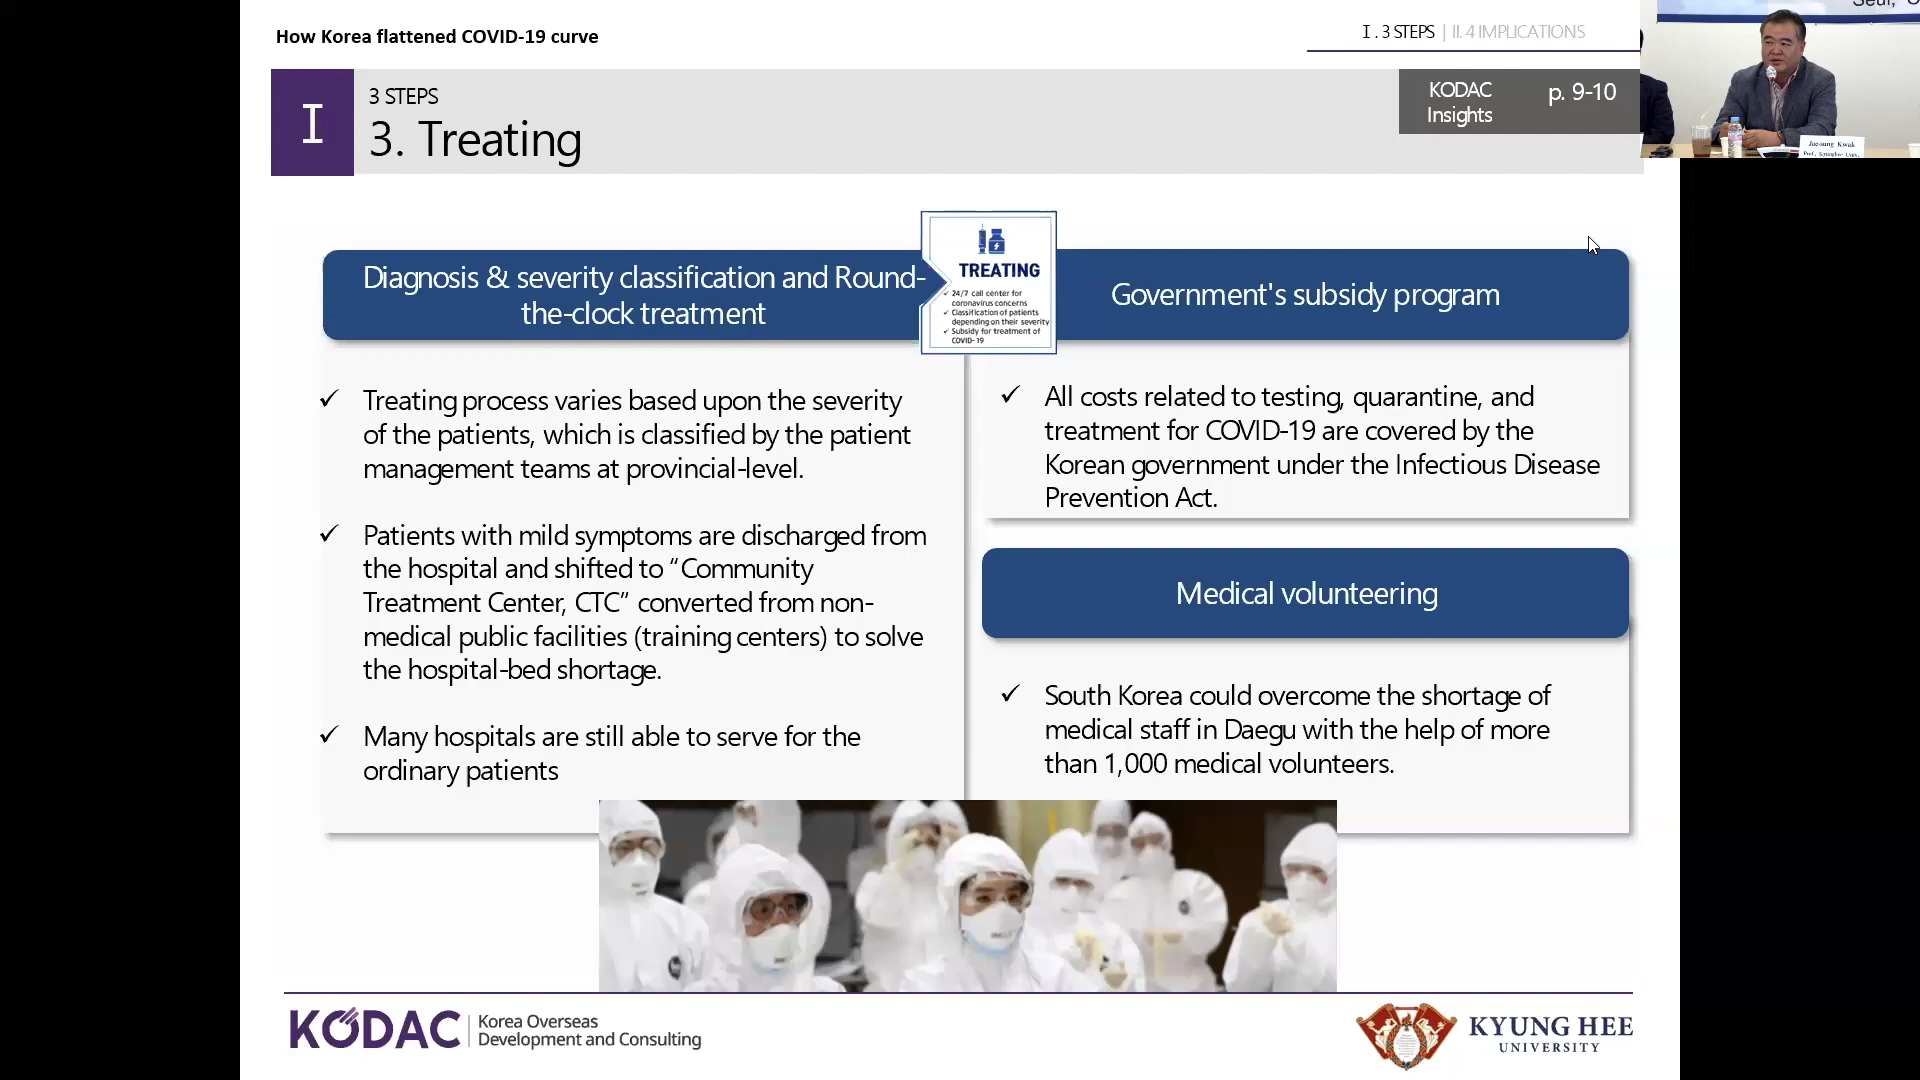 How Korea flattened COVID-19 curve
I . 3 STEPS | II. 4 IMPLICATIONS
I
3 STEPS
3. Treating
KODAC
Insights
p. 9-10
Jae-sung Kwak
Prof., Kyunghee Univ.
Diagnosis & severity classification and Round-
the-clock treatment
TREATING
✓ 24/7 call center for
coronavirus concerns
✓ Classification of patients
depending on their severity
✓ Subsidy for treatment of
COVID-19
Government's subsidy program
✓ Treating process varies based upon the severity
of the patients, which is classified by the patient
management teams at provincial-level.
✓ Patients with mild symptoms are discharged from
the hospital and shifted to “Community
Treatment Center, CTC” converted from non-
medical public facilities (training centers) to solve
the hospital-bed shortage.
✓ Many hospitals are still able to serve for the
ordinary patients
✓ All costs related to testing, quarantine, and
treatment for COVID-19 are covered by the
Korean government under the Infectious Disease
Prevention Act.
Medical volunteering
✓ South Korea could overcome the shortage of
medical staff in Daegu with the help of more
than 1,000 medical volunteers.
KODAC
Korea Overseas
Development and Consulting
KYUNG HEE
UNIVERSITY